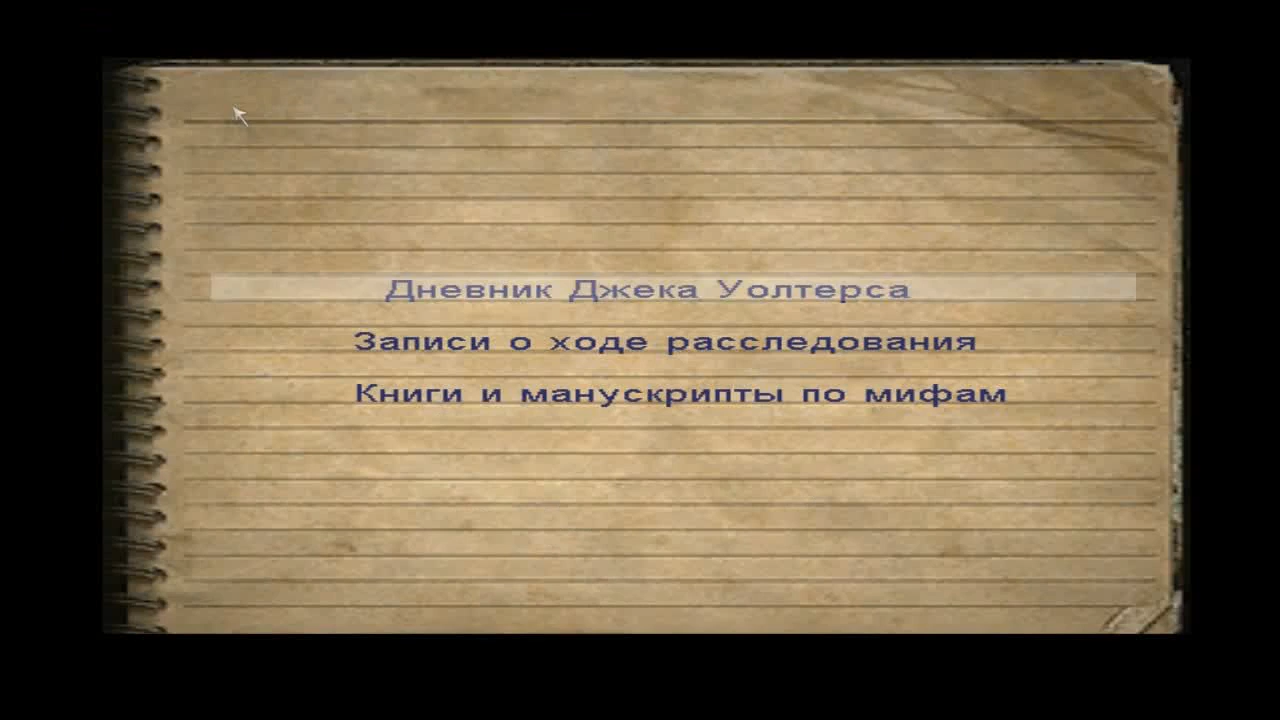 Дневник Джека Уолтерса
Записи о ходе расследования
Книги и манускрипты по мифам